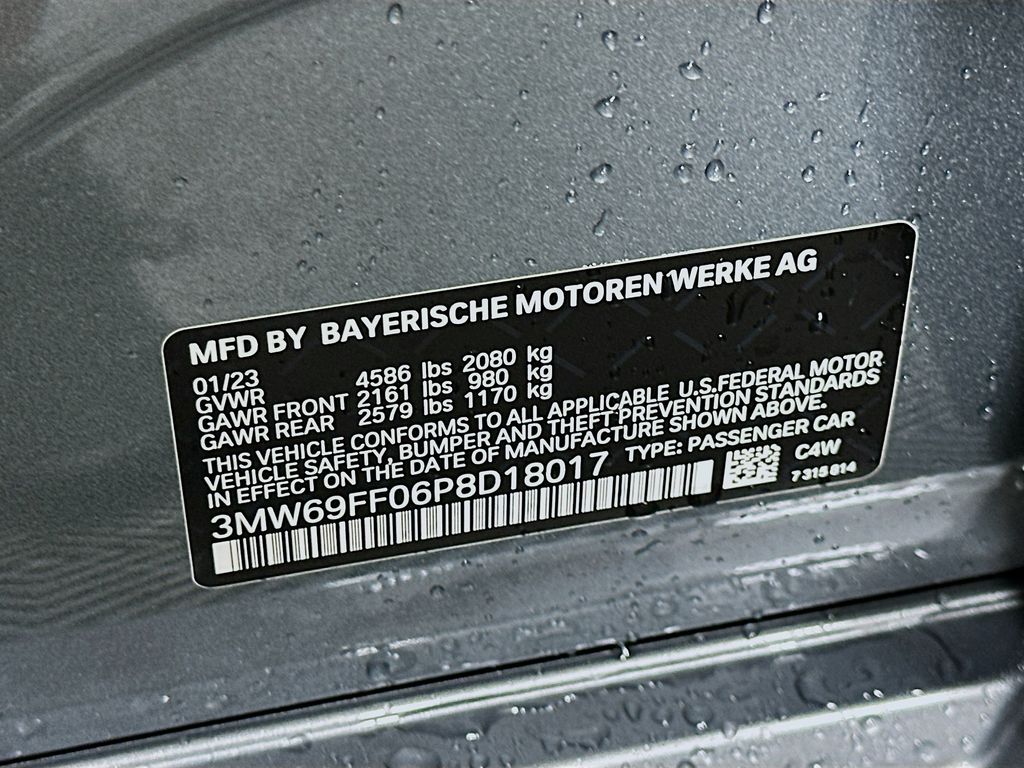 MFD BY BAYERISCHE MOTOREN WERKE AG
01/23
GVWR 4586 lbs 2080 kg
GAWR FRONT 2161 lbs 980 kg
GAWR REAR 2579 lbs 1170 kg
THIS VEHICLE CONFORMS TO ALL APPLICABLE U.S.FEDERAL MOTOR
VEHICLE SAFETY, BUMPER AND THEFT PREVENTION STANDARDS
IN EFFECT ON THE DATE OF MANUFACTURE SHOWN ABOVE.
3MW69FF06P8D18017 TYPE: PASSENGER CAR
C4W
7315814